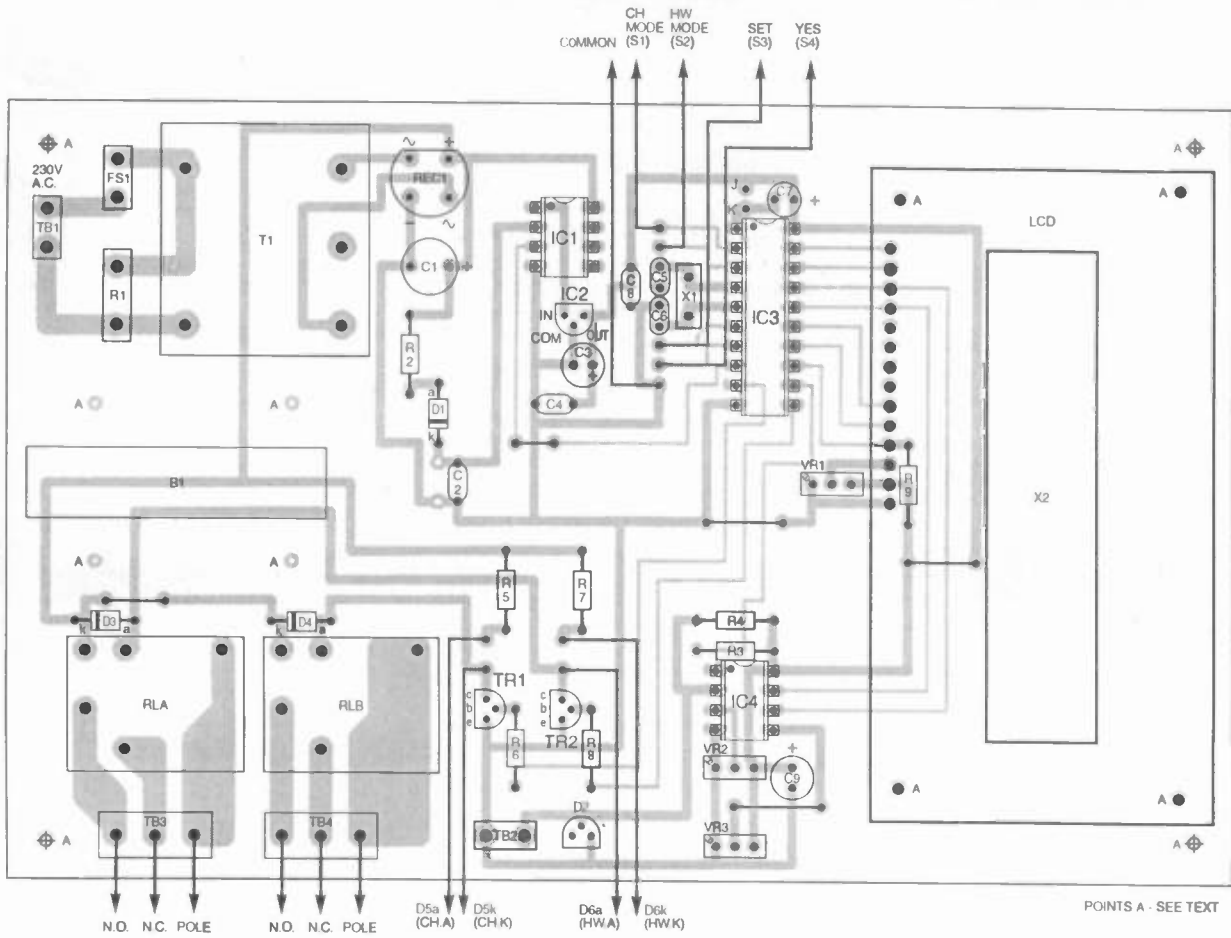 COMMON
CH MODE (S1)
HW MODE (S2)
SET (S3)
YES (S4)
A
A
230V A.C.
TB1
FS1
R1
T1
REC1
~
+
−
~
C1
+
IC1
IC2
IN
COM
OUT
C3
+
C4
C8
C5
C6
X1
J
K
C7
+
IC3
A
A
LCD
X2
R2
a
D1
k
C2
VR1
R9
A
A
B1
A
A
k
D3
a
k
D4
a
R5
R7
R4
R3
IC4
RLA
RLB
TR1
c
b
e
R6
TR2
c
b
e
R8
VR2
+
C9
VR3
D2
TB2
A
TB3
TB4
A
A
A
N.O.
N.C.
POLE
N.O.
N.C.
POLE
D5a (CH.A)
D5k (CH.K)
D6a (HW.A)
D6k (HW.K)
POINTS A - SEE TEXT